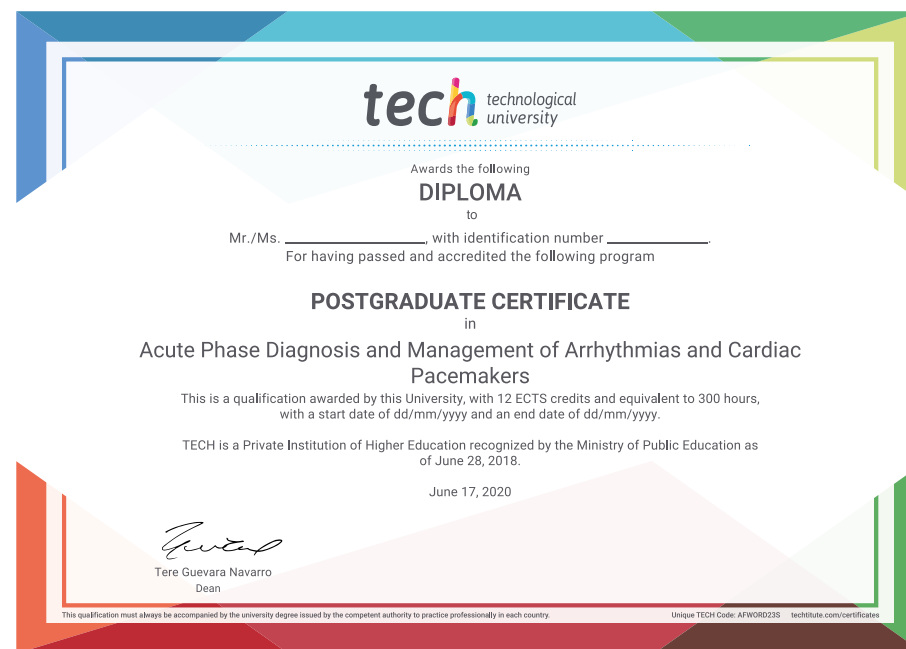 tech technological
university
Awards the following
DIPLOMA
to
Mr./Ms. ____________, with identification number ____________.
For having passed and accredited the following program
POSTGRADUATE CERTIFICATE
in
Acute Phase Diagnosis and Management of Arrhythmias and Cardiac
Pacemakers
This is a qualification awarded by this University, with 12 ECTS credits and equivalent to 300 hours,
with a start date of dd/mm/yyyy and an end date of dd/mm/yyyy.
TECH is a Private Institution of Higher Education recognized by the Ministry of Public Education as
of June 28, 2018.
June 17, 2020
Tere Guevara Navarro
Dean
This qualification must always be accompanied by the university degree issued by the competent authority to practice professionally in each country. Unique TECH Code: AFWORD23S techtitute.com/certificates